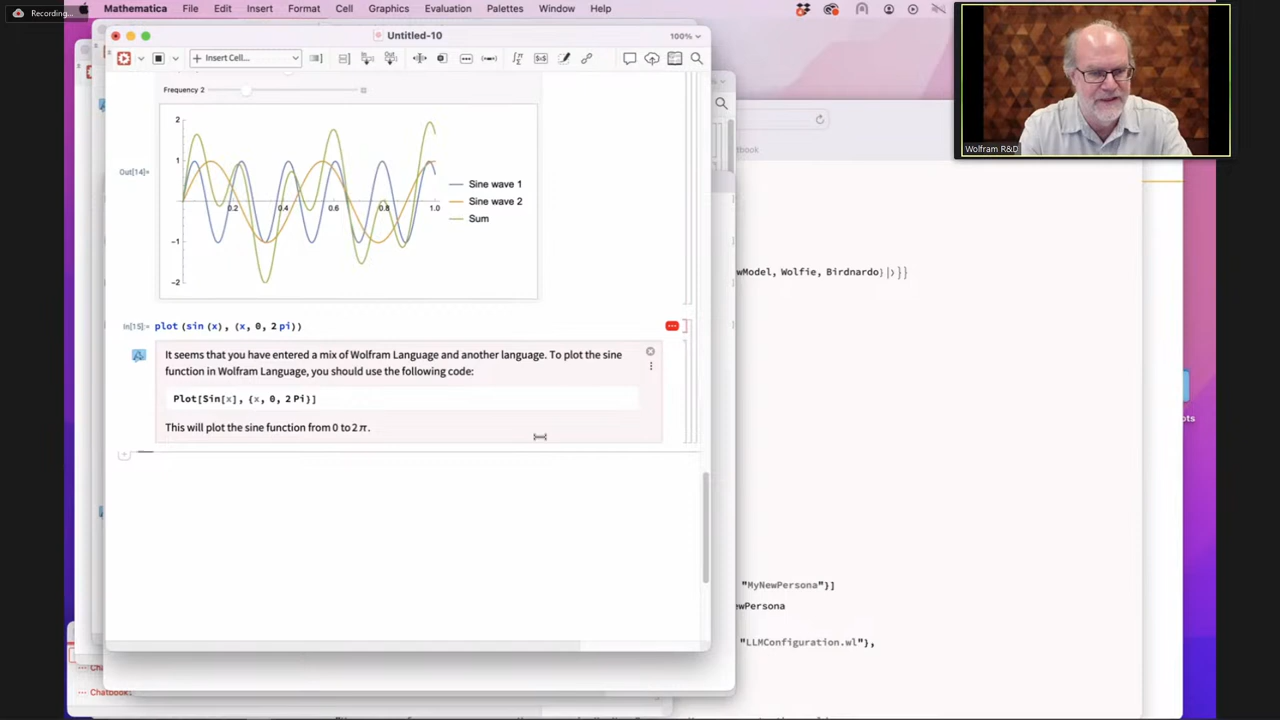 Recording...
Mathematica File Edit Insert Format Cell Graphics Evaluation Palettes Window Help
Untitled-10
100%
Insert Cell...
Frequency 2
Wolfram R&D
2
1
-1
-2
0.2 0.4 0.6 0.8 1.0
Out[14]=
Sine wave 1
Sine wave 2
Sum
wModel, Wolfie, Birdnardo) |>}}
In[15]:= plot (sin (x), (x, 0, 2 pi))
It seems that you have entered a mix of Wolfram Language and another language. To plot the sine
function in Wolfram Language, you should use the following code:
Plot[Sin[x], {x, 0, 2 Pi}]
This will plot the sine function from 0 to 2 π.
"MyNewPersona"}]
ewPersona
"LLMConfiguration.wl"},
Chatbook: